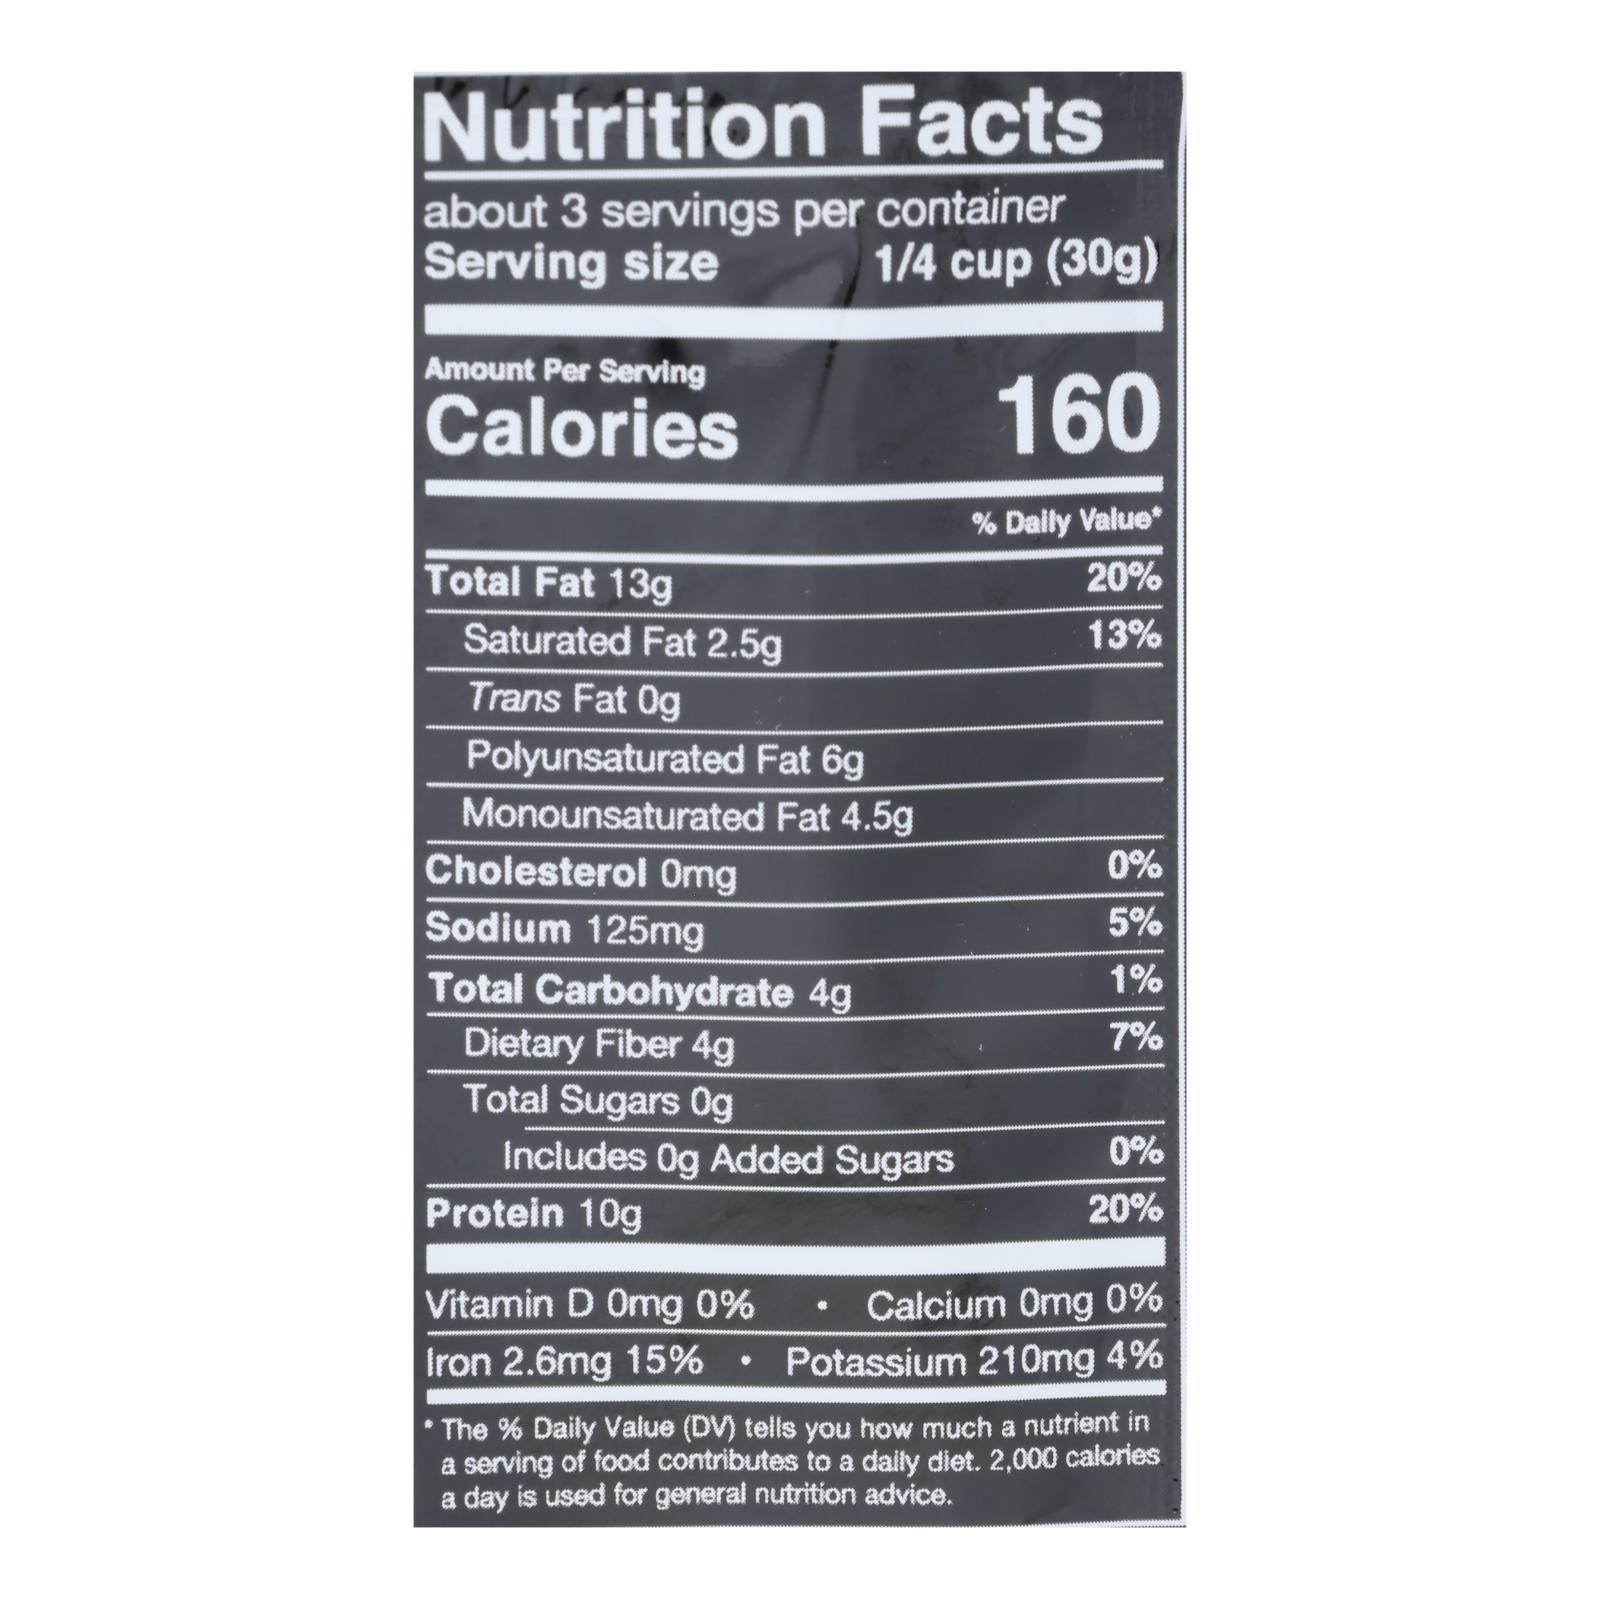 Nutrition Facts
about 3 servings per container
Serving size 1/4 cup (30g)
Amount Per Serving
Calories 160
% Daily Value*
Total Fat 13g 20%
Saturated Fat 2.5g 13%
Trans Fat 0g
Polyunsaturated Fat 6g
Monounsaturated Fat 4.5g
Cholesterol 0mg 0%
Sodium 125mg 5%
Total Carbohydrate 4g 1%
Dietary Fiber 4g 7%
Total Sugars 0g
Includes 0g Added Sugars 0%
Protein 10g 20%
Vitamin D 0mg 0% • Calcium 0mg 0%
Iron 2.6mg 15% • Potassium 210mg 4%
* The % Daily Value (DV) tells you how much a nutrient in
a serving of food contributes to a daily diet. 2,000 calories
a day is used for general nutrition advice.